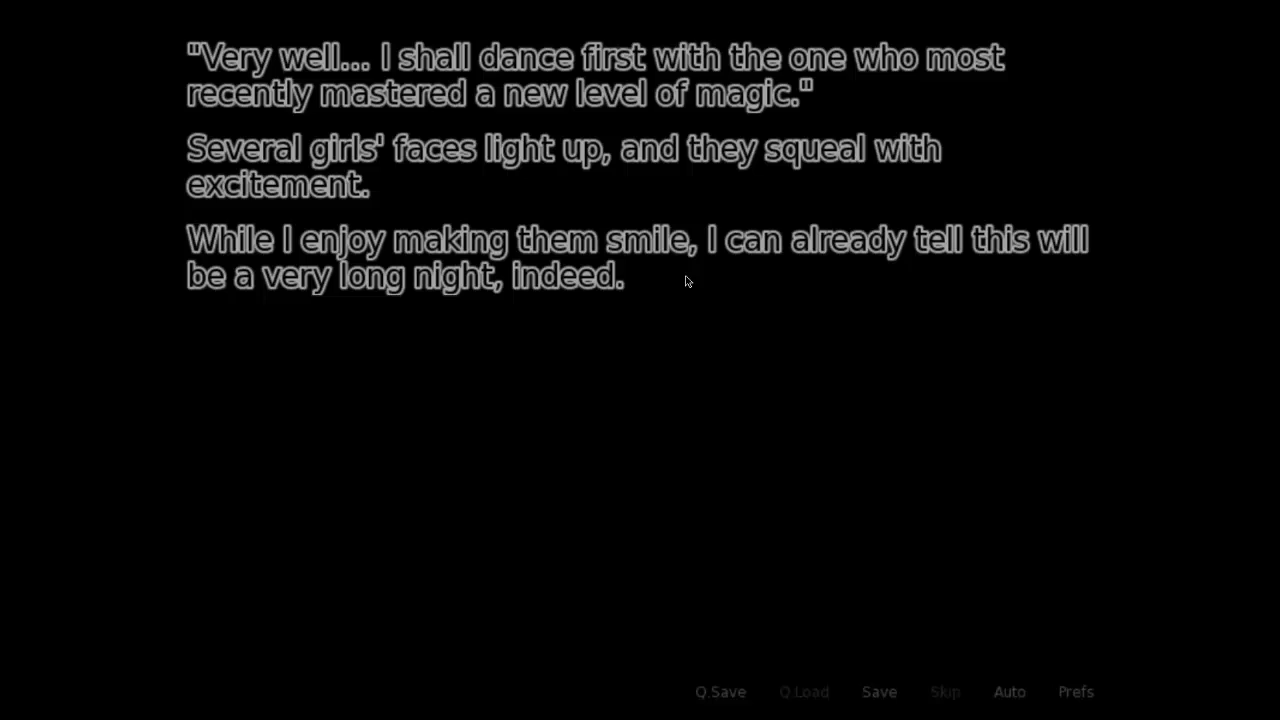 "Very well... I shall dance first with the one who most
recently mastered a new level of magic."
Several girls' faces light up, and they squeal with
excitement.
While I enjoy making them smile, I can already tell this will
be a very long night, indeed.
Q.Save Q.Load Save Skip Auto Prefs